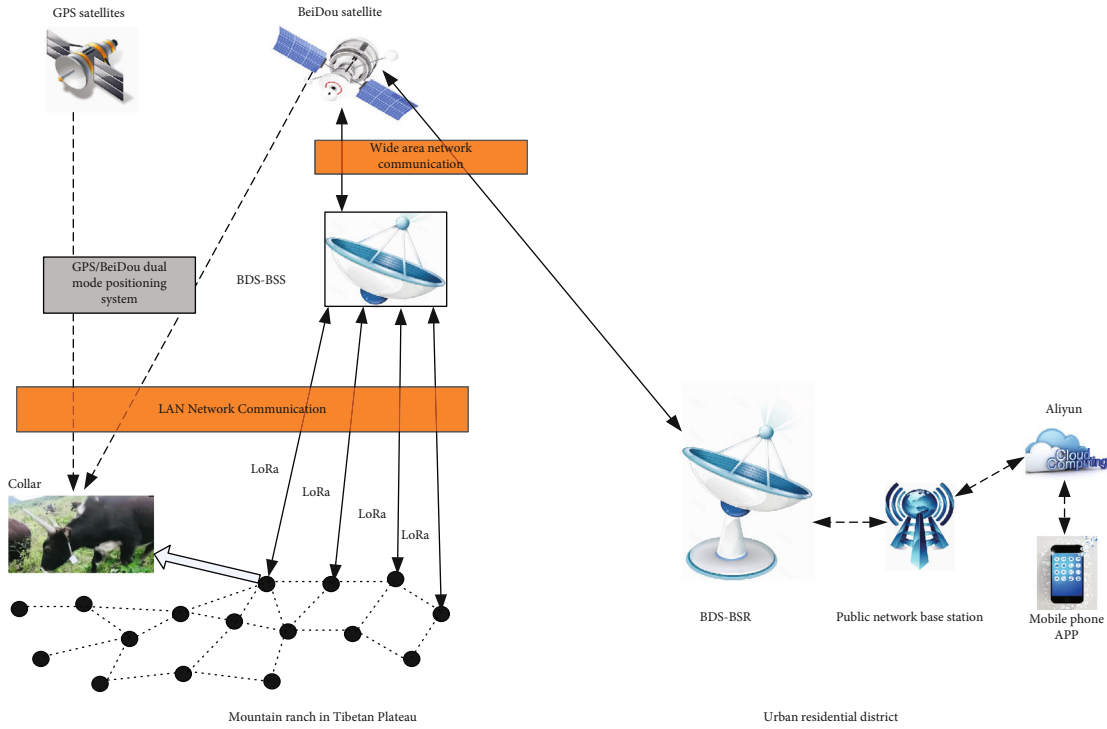 GPS satellites
BeiDou satellite
Wide area network
communication
GPS/BeiDou dual
mode positioning
system
BDS-BSS
LAN Network Communication
Aliyun
Cloud
Computing
LoRa
Collar
LoRa
LoRa
LoRa
BDS-BSR
Public network base station
Mobile phone
APP
Mountain ranch in Tibetan Plateau
Urban residential district